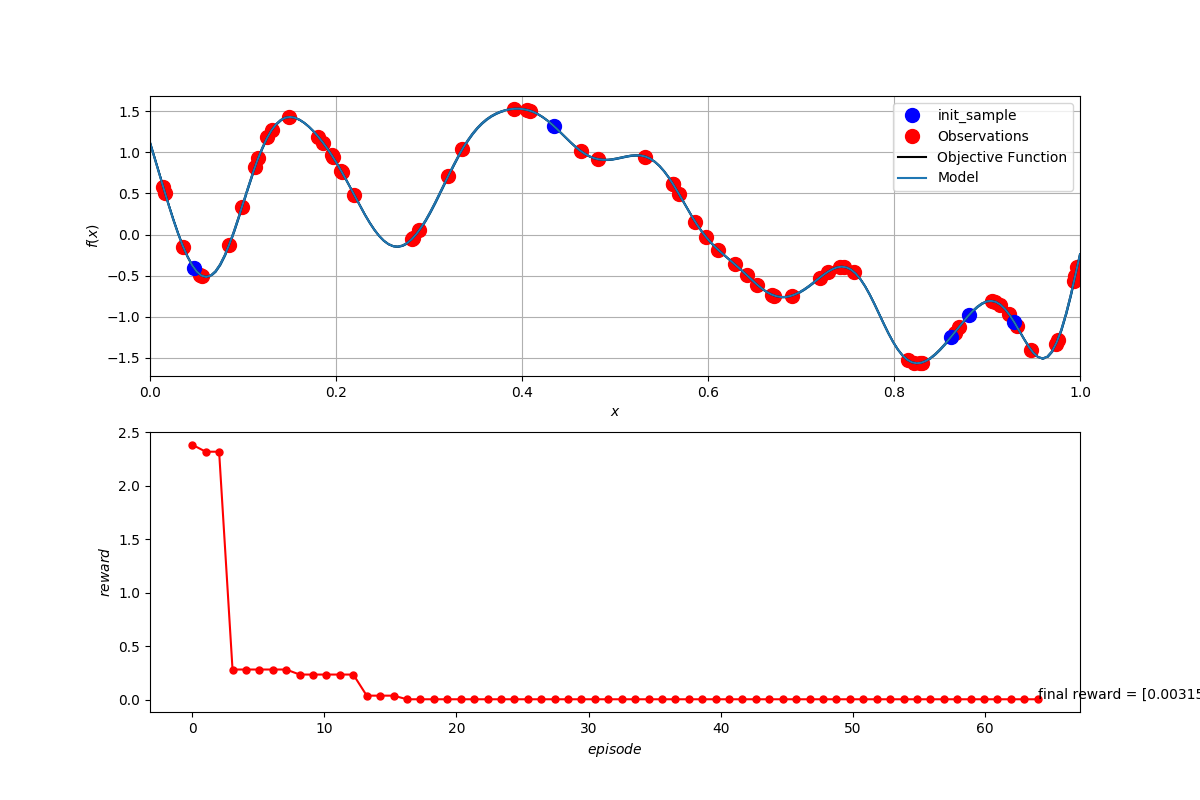 1.5
1.0
0.5
0.0
−0.5
−1.0
−1.5
f(x)
init_sample
Observations
Objective Function
Model
0.0 0.2 0.4 0.6 0.8 1.0
x
2.5
2.0
1.5
1.0
0.5
0.0
reward
final reward = [0.00315
0 10 20 30 40 50 60
episode